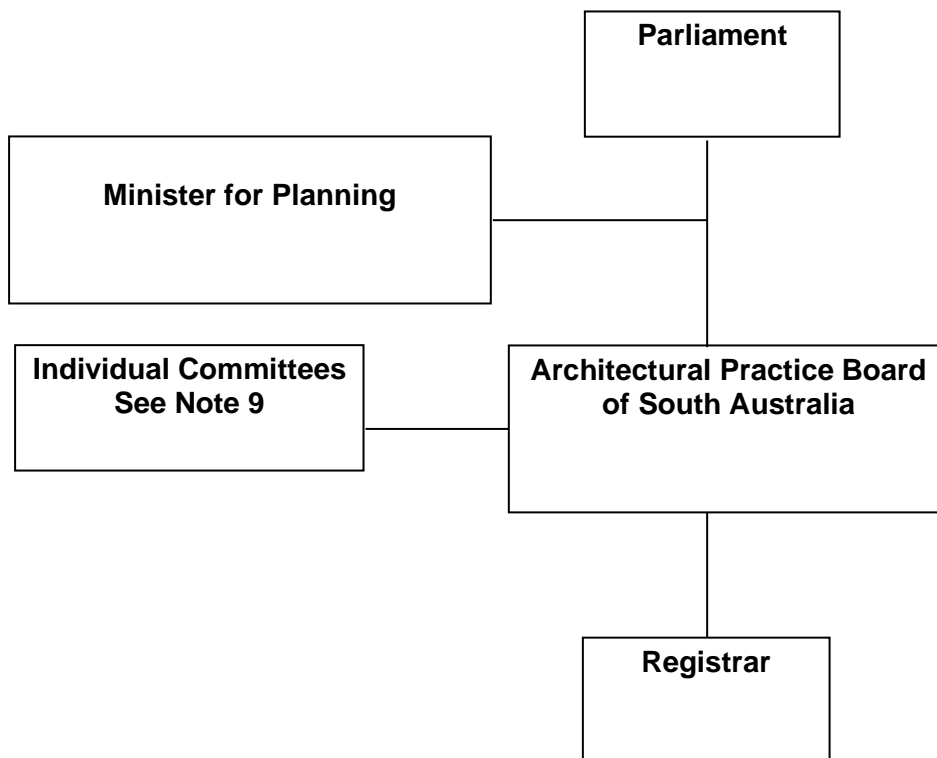 Parliament
Minister for Planning
Individual Committees
See Note 9
Architectural Practice Board
of South Australia
Registrar